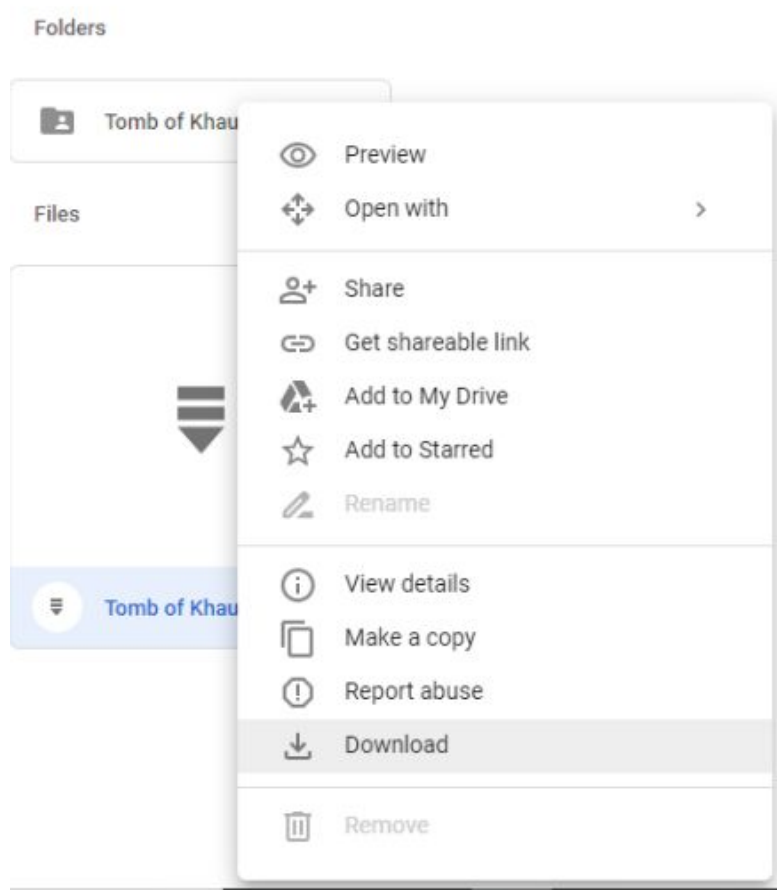 Folders
Tomb of Khau
Preview
Open with
Files
Share
Get shareable link
Add to My Drive
Add to Starred
Rename
View details
Tomb of Khau
Make a copy
Report abuse
Download
Remove